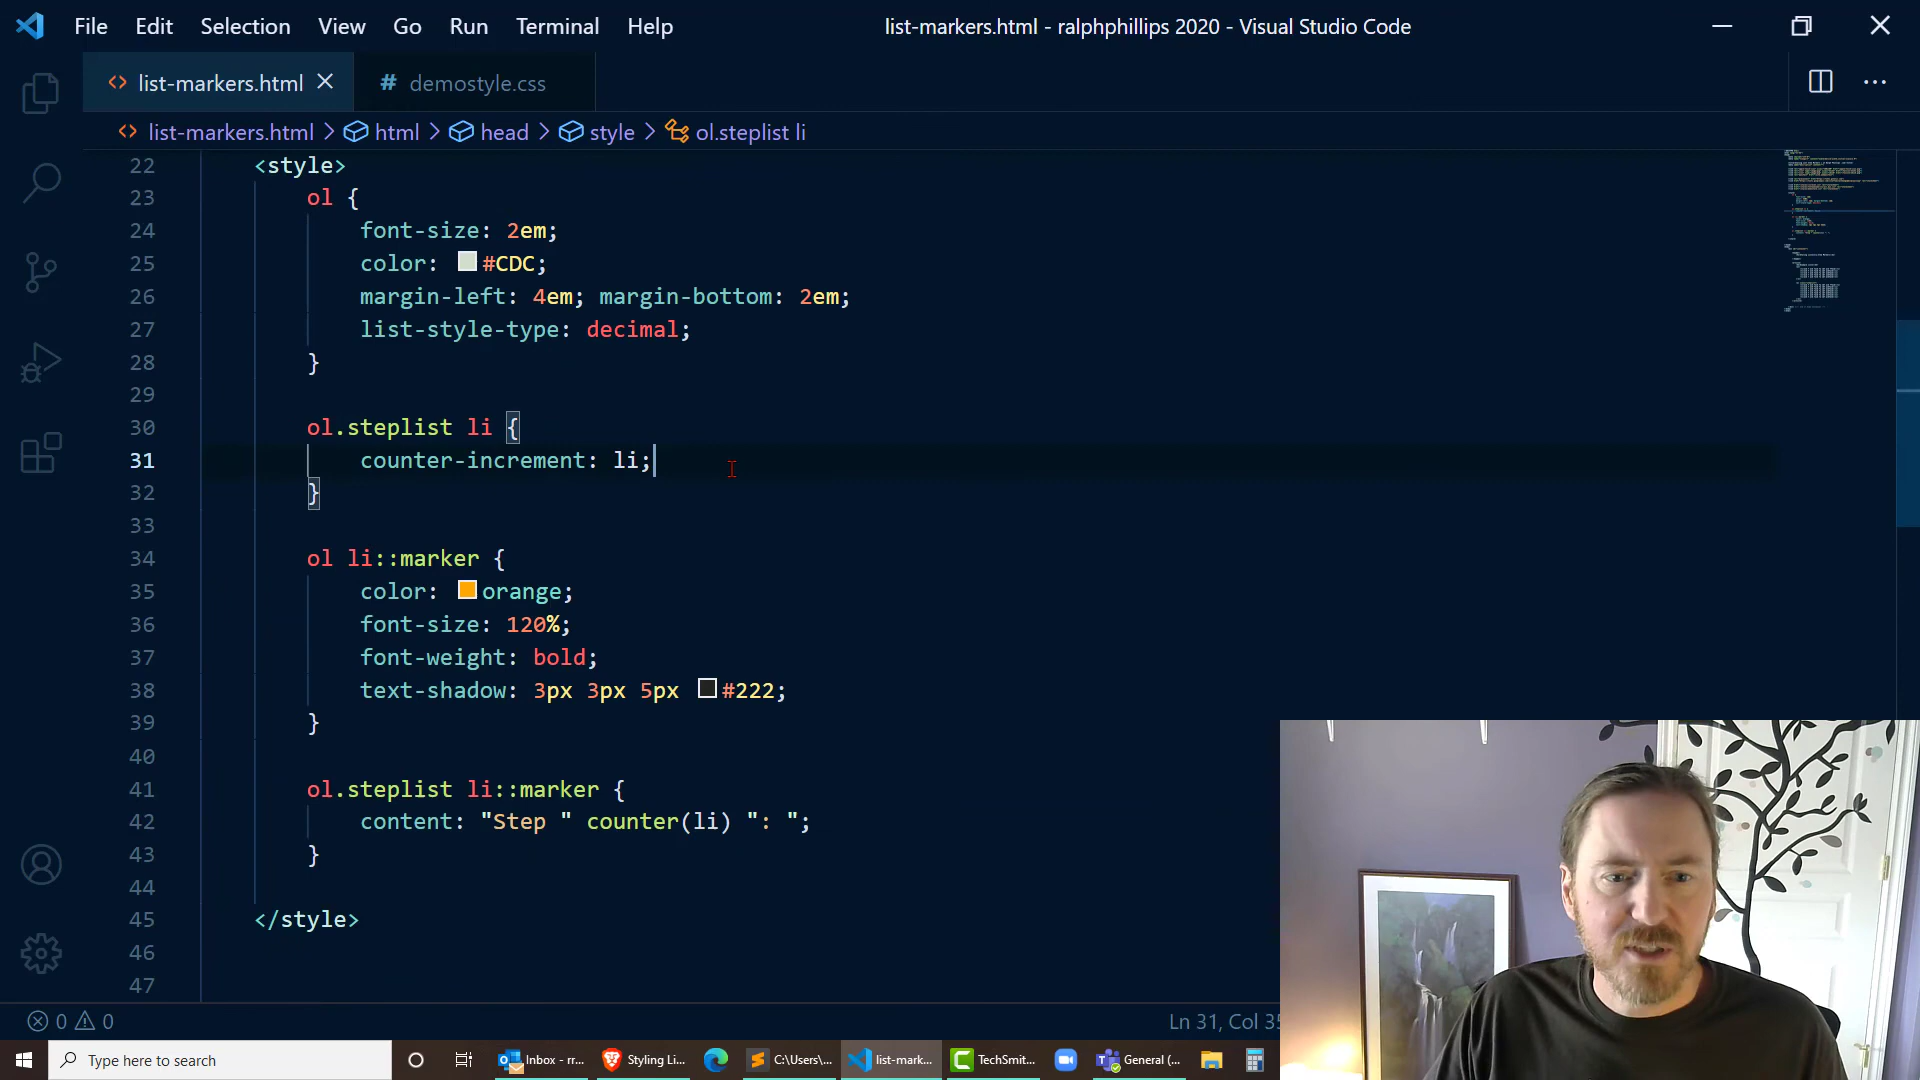 File Edit Selection View Go Run Terminal Help list-markers.html - ralphphillips 2020 - Visual Studio Code
list-markers.html # demostyle.css
list-markers.html > html > head > style > ol.steplist li
22 <style>
23 ol {
24 font-size: 2em;
25 color: #CDC;
26 margin-left: 4em; margin-bottom: 2em;
27 list-style-type: decimal;
28 }
29
30 ol.steplist li {
31 counter-increment: li;
32 }
33
34 ol li::marker {
35 color: orange;
36 font-size: 120%;
37 font-weight: bold;
38 text-shadow: 3px 3px 5px #222;
39 }
40
41 ol.steplist li::marker {
42 content: "Step " counter(li) ": ";
43 }
44
45 </style>
46
47
0 0 Ln 31, Col 35
Type here to search Inbox - rr... Styling Li... C:\Users\... list-mark... TechSmit... General (...